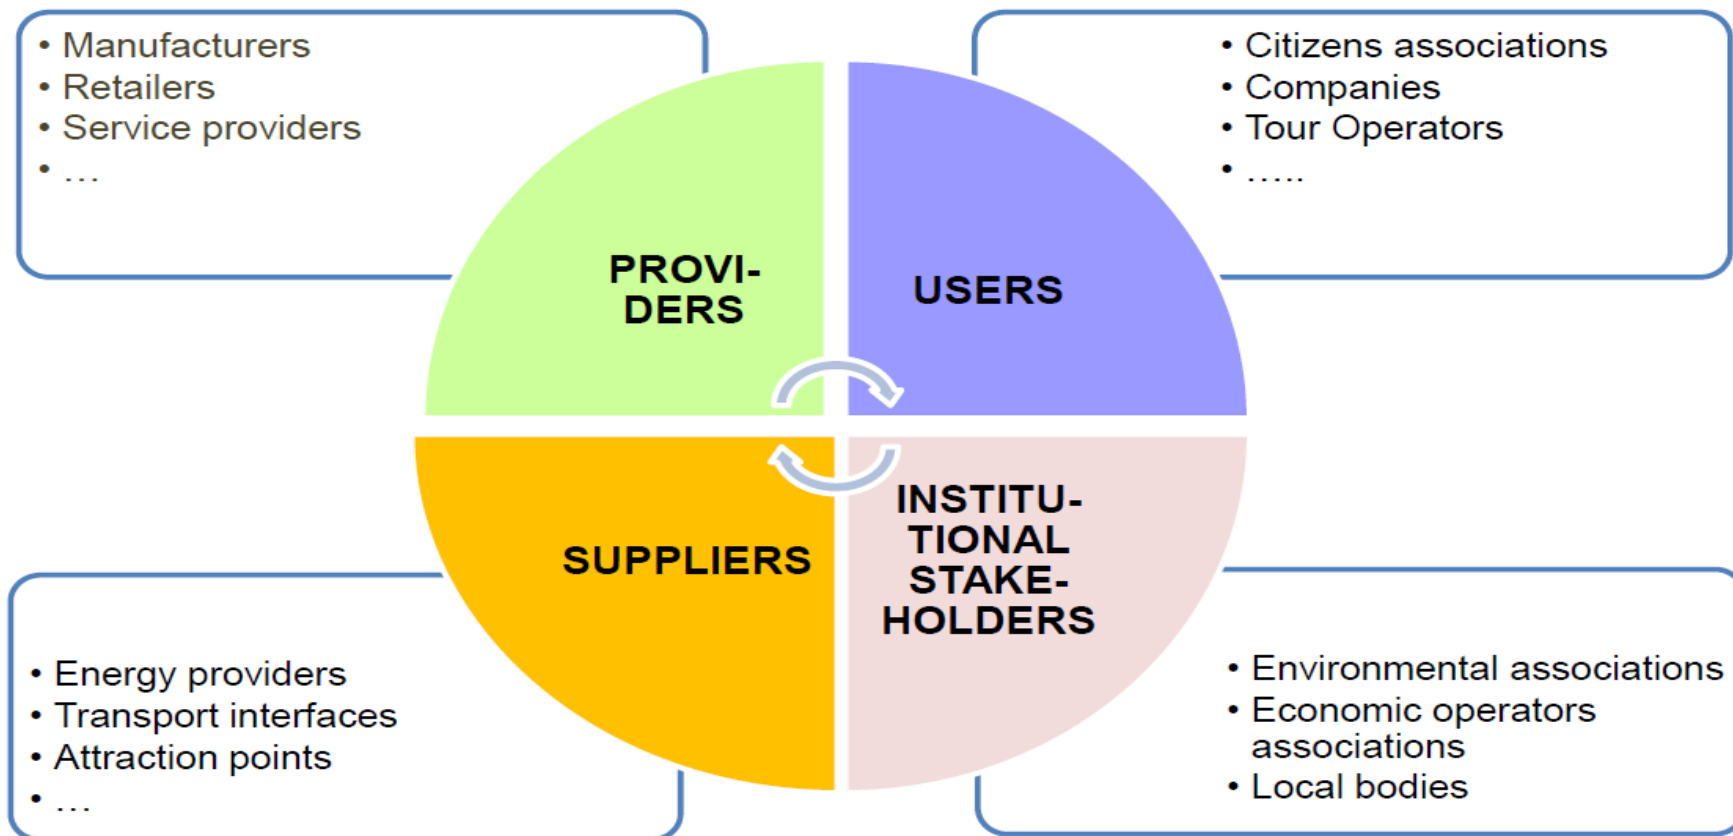 • Manufacturers
• Retailers
• Service providers
• …
• Citizens associations
• Companies
• Tour Operators
• …..
PROVI-
DERS
USERS
SUPPLIERS
INSTITU-
TIONAL
STAKE-
HOLDERS
• Energy providers
• Transport interfaces
• Attraction points
• …
• Environmental associations
• Economic operators
associations
• Local bodies